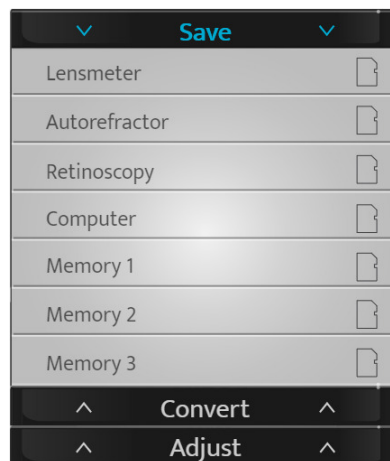 Save
Lensmeter
Autorefractor
Retinoscopy
Computer
Memory 1
Memory 2
Memory 3
Convert
Adjust